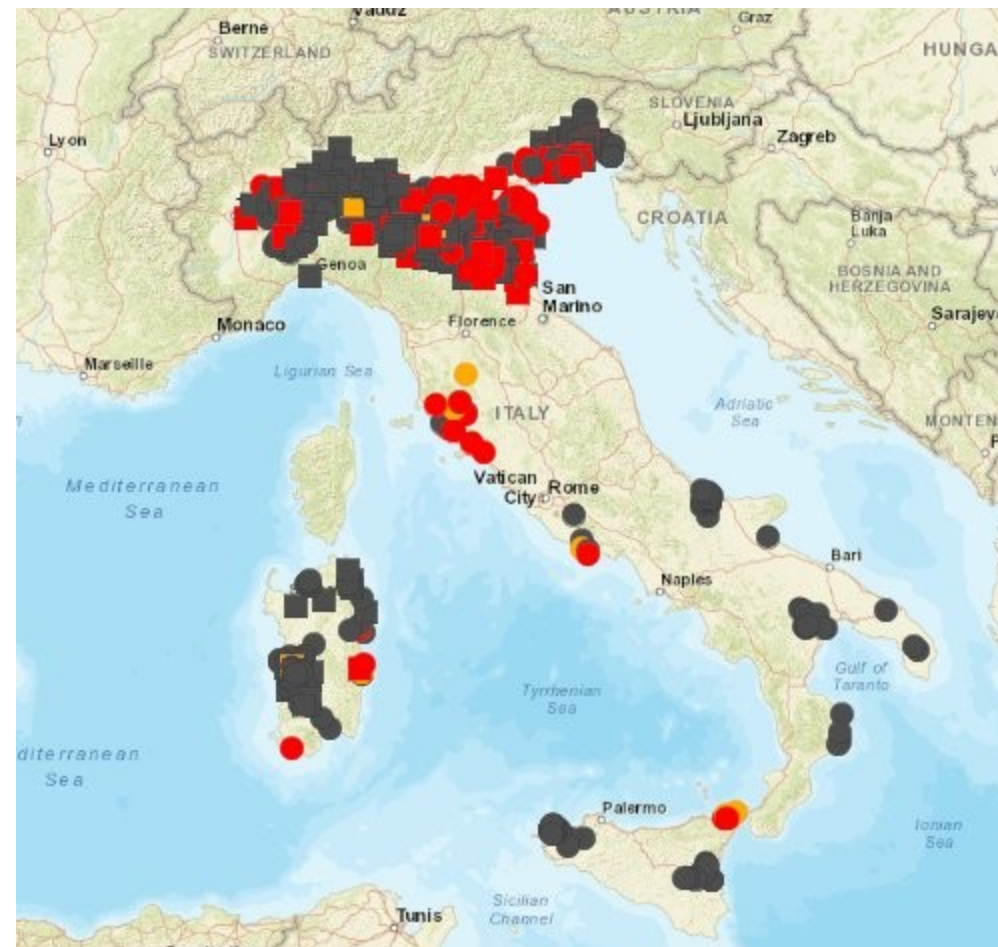 Vaduz
AUSTRIA
Graz
Berne
SWITZERLAND
HUNGA
SLOVENIA
Ljubljana
Lyon
Zagreb
CROATIA
Banja
Luka
Genoa
BOSNIA AND
HERZEGOVINA
San
Marino
Sarajev
Monaco
Florence
Marseille
Ligurian Sea
ITALY
Adriatic
Sea
MONTEN
Vatican
City
Rome
Mediterranean
Sea
Bari
Naples
Gulf of
Taranto
Tyrrhenian
Sea
diterranean
Sea
Palermo
Ionian
Sea
Sicilian
Channel
Tunis